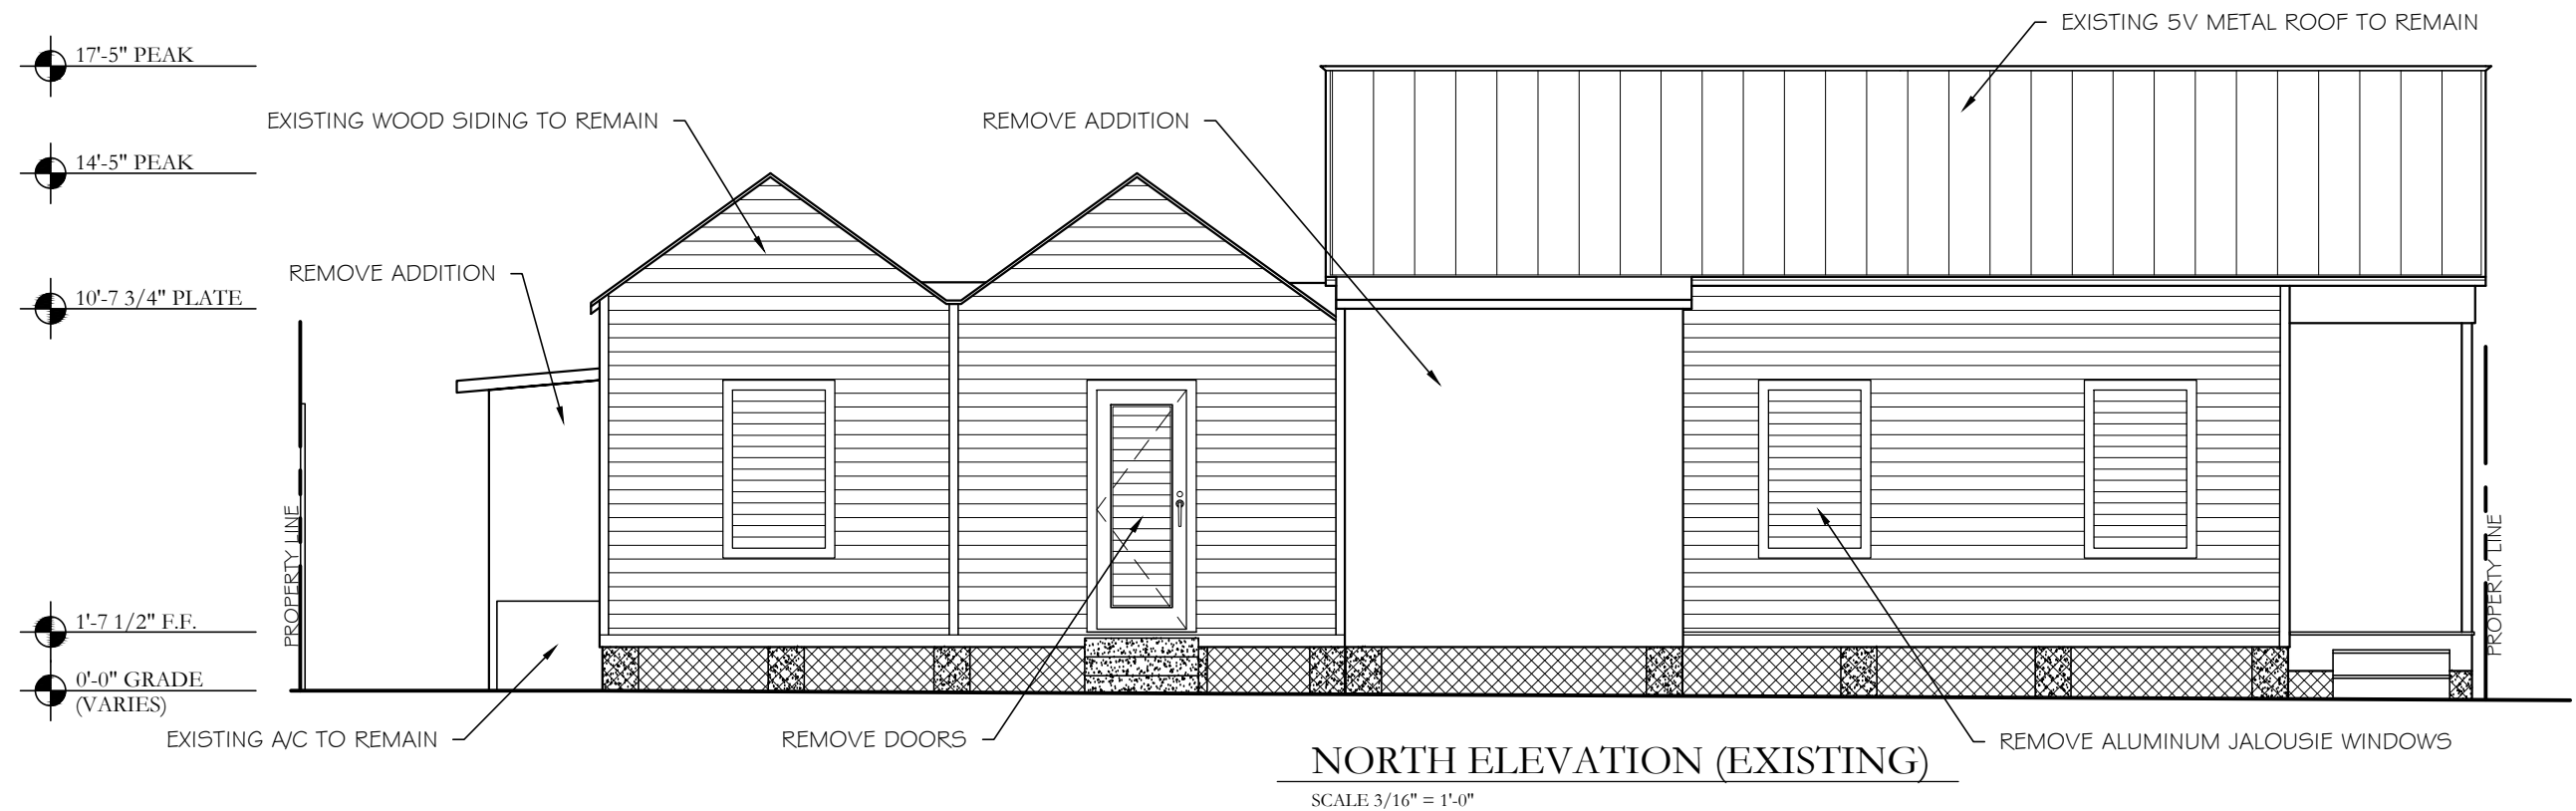 EXISTING 5V METAL ROOF TO REMAIN
17'-5" PEAK
EXISTING WOOD SIDING TO REMAIN
REMOVE ADDITION
14'-5" PEAK
REMOVE ADDITION
10'-7 3/4" PLATE
PROPERTY LINE
PROPERTY LINE
1'-7 1/2" F.F.
0'-0" GRADE
(VARIES)
EXISTING A/C TO REMAIN
REMOVE DOORS
REMOVE ALUMINUM JALOUSIE WINDOWS
NORTH ELEVATION (EXISTING)
SCALE 3/16" = 1'-0"